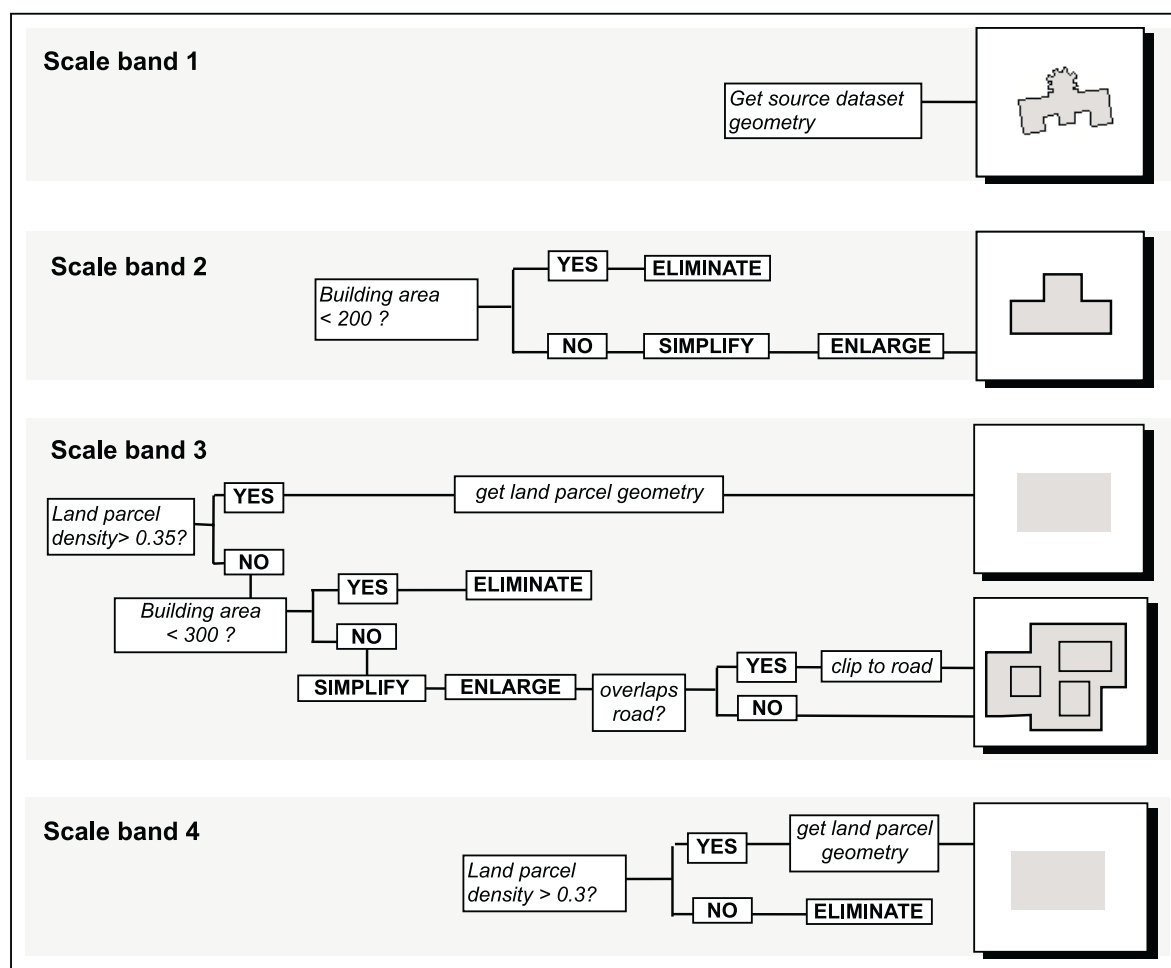 Scale band 1
Get source dataset
geometry
Scale band 2
Building area
< 200 ?
YES
ELIMINATE
NO
SIMPLIFY
ENLARGE
Scale band 3
Land parcel
density> 0.35?
YES
get land parcel geometry
NO
Building area
< 300 ?
YES
ELIMINATE
NO
SIMPLIFY
ENLARGE
overlaps
road?
YES
clip to road
NO
Scale band 4
Land parcel
density > 0.3?
YES
get land parcel
geometry
NO
ELIMINATE